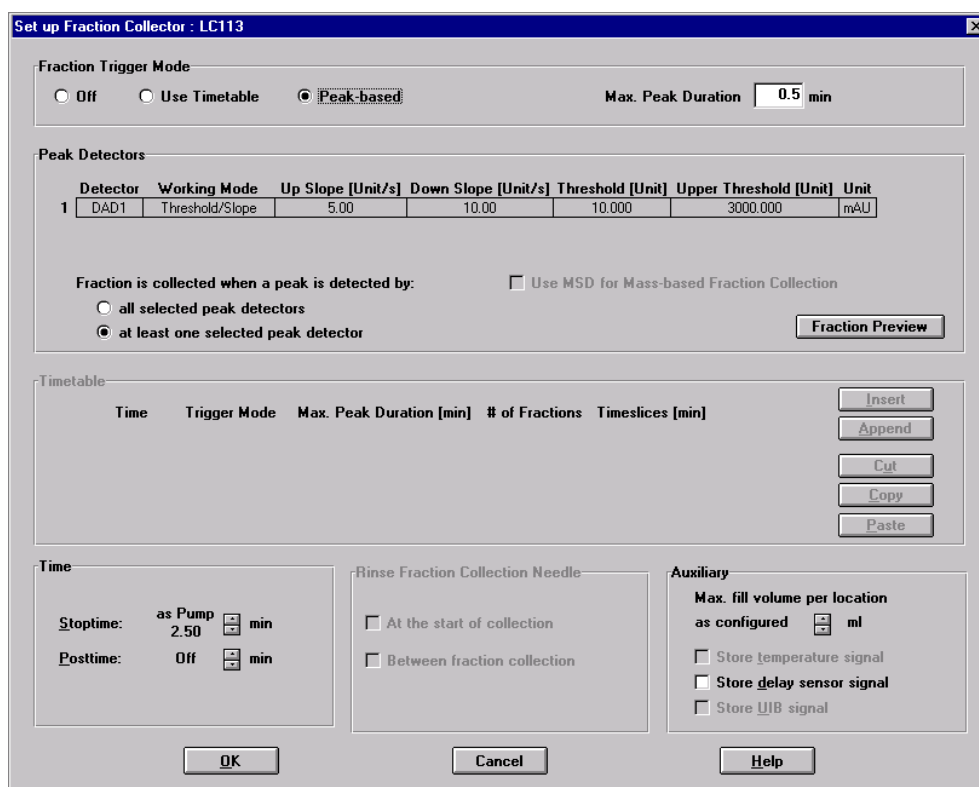 Set up Fraction Collector : LC113
Fraction Trigger Mode
Off Use Timetable Peak-based Max. Peak Duration 0.5 min
Peak Detectors
Detector Working Mode Up Slope [Unit/s] Down Slope [Unit/s] Threshold [Unit] Upper Threshold [Unit] Unit
1 DAD1 Threshold/Slope 5.00 10.00 10.000 3000.000 mAU
Fraction is collected when a peak is detected by: Use MSD for Mass-based Fraction Collection
all selected peak detectors
at least one selected peak detector
Fraction Preview
Timetable
Time Trigger Mode Max. Peak Duration [min] # of Fractions Timeslices [min]
Insert
Append
Cut
Copy
Paste
Time
Stoptime: as Pump 2.50 min
Posttime: Off min
Rinse Fraction Collection Needle
At the start of collection
Between fraction collection
Auxiliary
Max. fill volume per location
as configured ml
Store temperature signal
Store delay sensor signal
Store UIB signal
OK Cancel Help